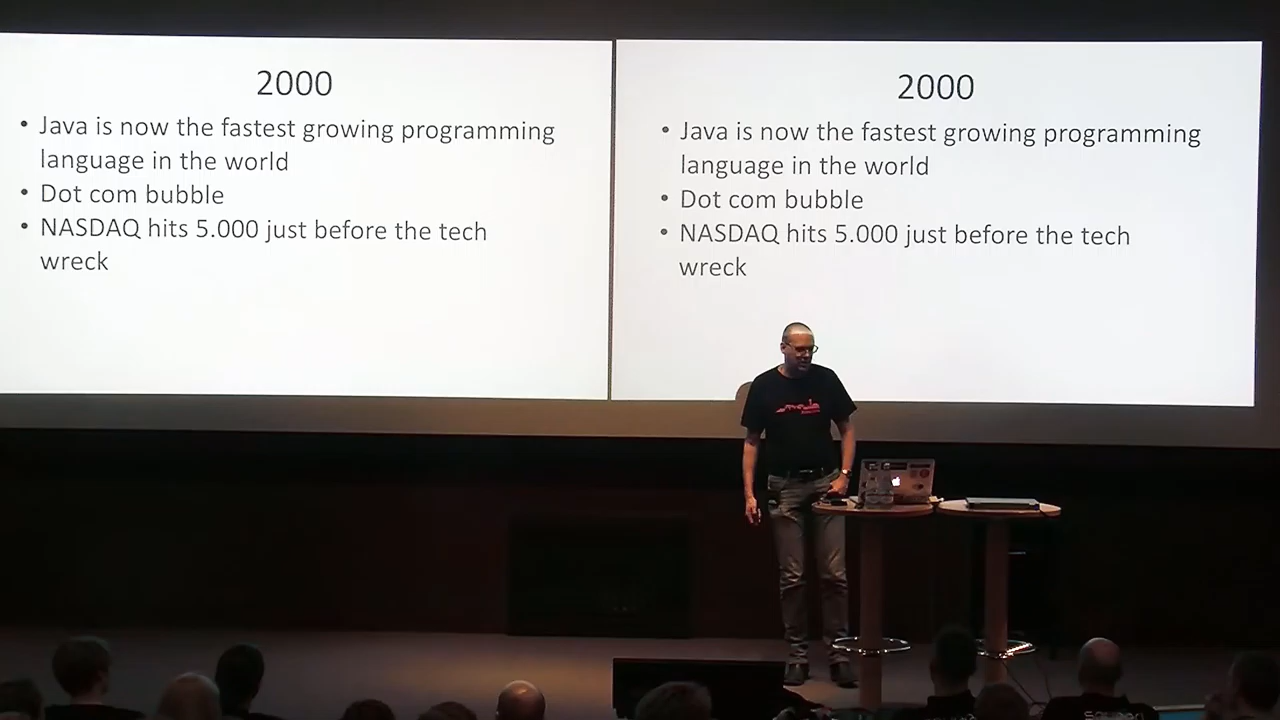 2000
• Java is now the fastest growing programming
language in the world
• Dot com bubble
• NASDAQ hits 5.000 just before the tech
wreck
2000
• Java is now the fastest growing programming
language in the world
• Dot com bubble
• NASDAQ hits 5.000 just before the tech
wreck